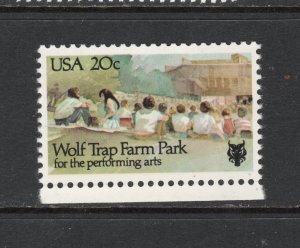 USA 20c
Wolf Trap Farm Park
for the performing arts